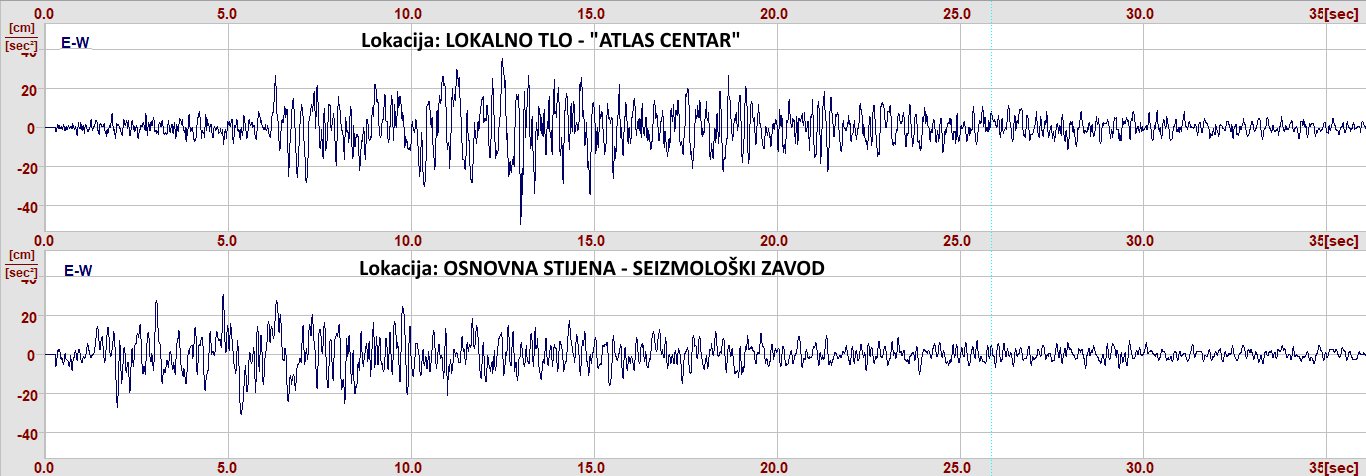 0.0 5.0 10.0 15.0 20.0 25.0 30.0 35[sec]
[cm]
[sec²]
E-W
Lokacija: LOKALNO TLO - "ATLAS CENTAR"
20
0
-20
-40
0.0 5.0 10.0 15.0 20.0 25.0 30.0 35[sec]
[cm]
[sec²]
E-W
Lokacija: OSNOVNA STIJENA - SEIZMOLOŠKI ZAVOD
20
0
-20
-40
0.0 5.0 10.0 15.0 20.0 25.0 30.0 35[sec]